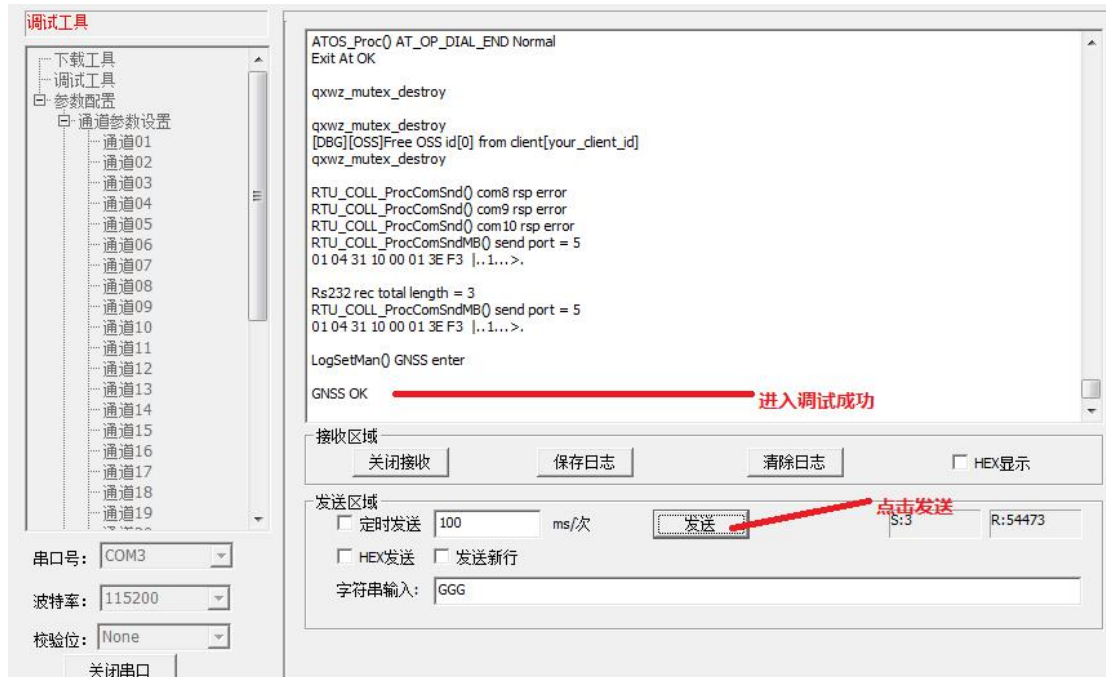 调试工具
下载工具
调试工具
参数配置
通道参数设置
通道01
通道02
通道03
通道04
通道05
通道06
通道07
通道08
通道09
通道10
通道11
通道12
通道13
通道14
通道15
通道16
通道17
通道18
通道19
串口号: COM3
波特率: 115200
校验位: None
关闭串口
ATOS_Proc() AT_OP_DIAL_END Normal
Exit At OK
qxwz_mutex_destroy
qxwz_mutex_destroy
[DBG][OSS]Free OSS id[0] from client[your_client_id]
qxwz_mutex_destroy
RTU_COLL_ProcComSnd() com8 rsp error
RTU_COLL_ProcComSnd() com9 rsp error
RTU_COLL_ProcComSnd() com10 rsp error
RTU_COLL_ProcComSndMB() send port = 5
01 04 31 10 00 01 3E F3 |..1...>.
Rs232 rec total length = 3
RTU_COLL_ProcComSndMB() send port = 5
01 04 31 10 00 01 3E F3 |..1...>.
LogSetMan() GNSS enter
GNSS OK
进入调试成功
接收区域
关闭接收 保存日志 清除日志 HEX显示
发送区域
点击发送
定时发送 100 ms/次 发送 S:3 R:54473
HEX发送 发送新行
字符串输入: GGG